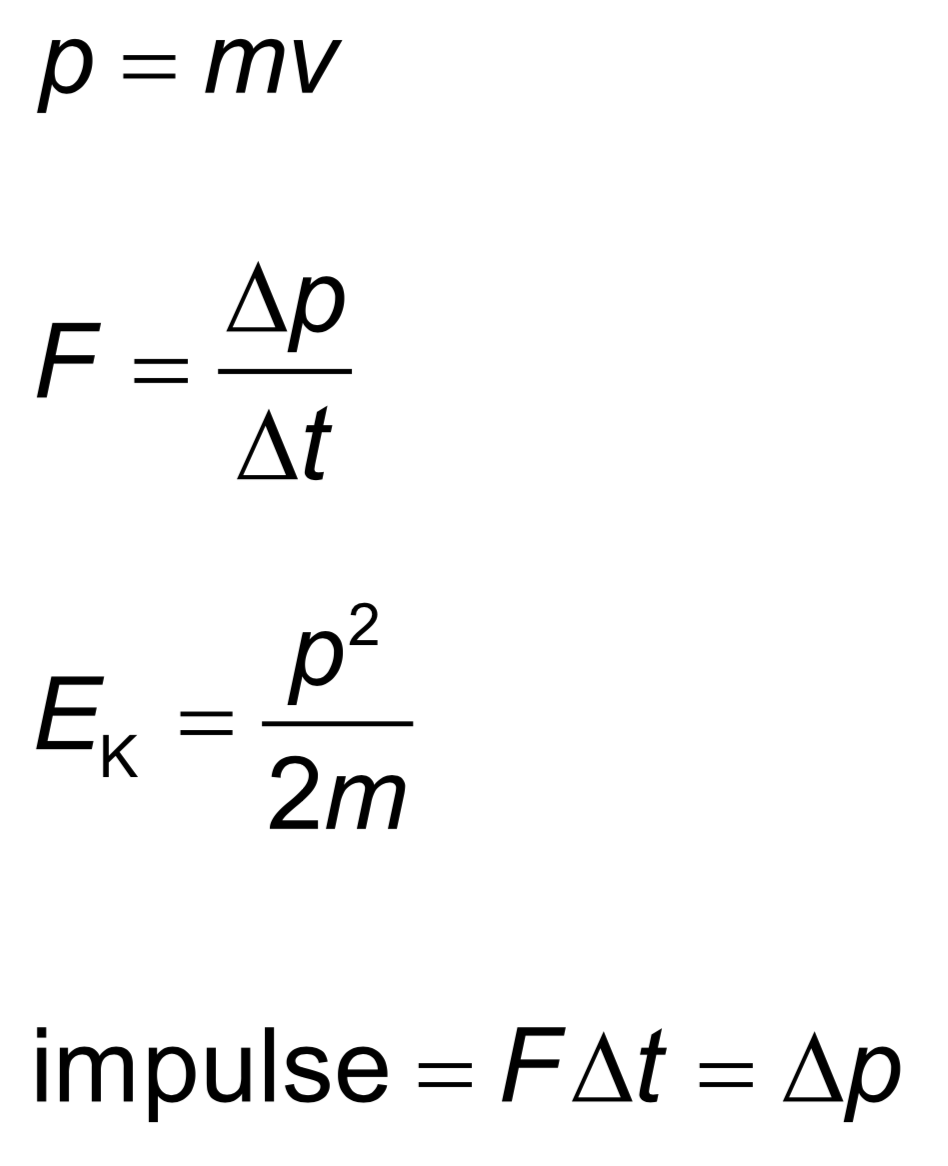 p = mv
F = Δp/Δt
E_K = p²/2m
impulse = FΔt = Δp